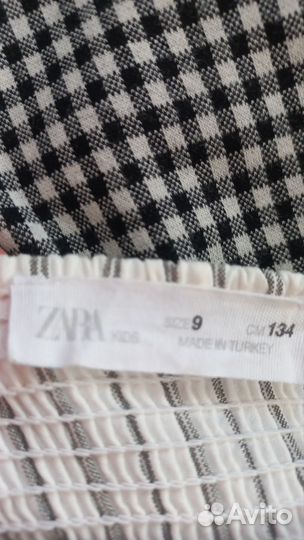 ZARA KIDS SIZE 9 CM 134
MADE IN TURKEY
Avito